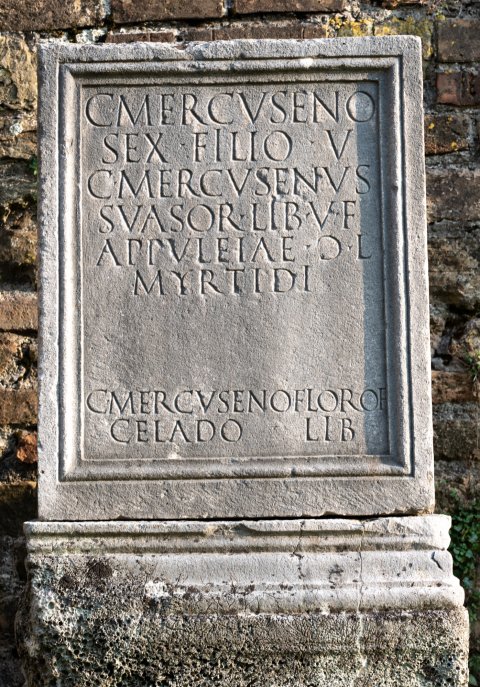 C·MERCVSENO
SEX·FILIO·V
C·MERCVSENVS
SVASOR·LIB·V·F
APPVLEIAE·Ɔ·L
MYRTIDI
C·MERCVSENO·FLORO·F
CELADO LIB